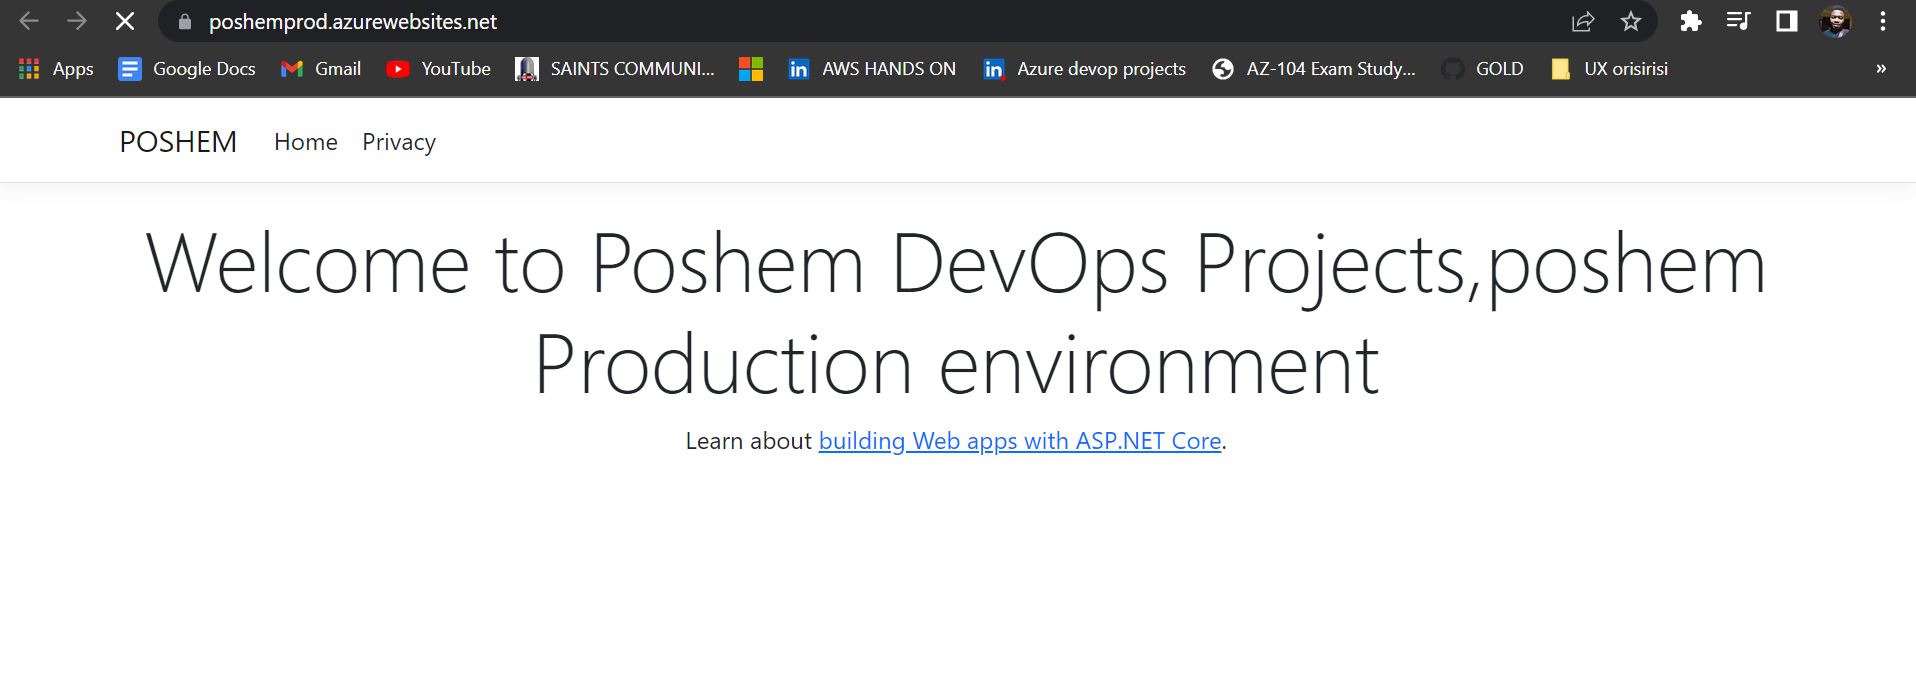 poshemprod.azurewebsites.net
Apps Google Docs Gmail YouTube SAINTS COMMUNI... AWS HANDS ON Azure devop projects AZ-104 Exam Study... GOLD UX orisirisi »
POSHEM Home Privacy
Welcome to Poshem DevOps Projects,poshem
Production environment
Learn about building Web apps with ASP.NET Core.